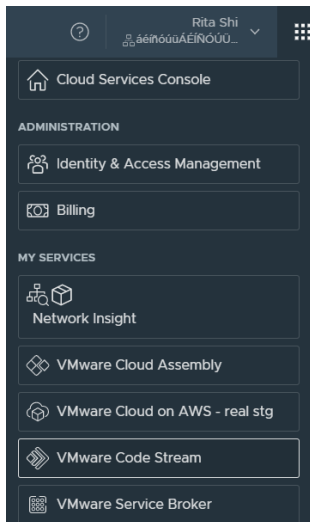 Rita Shi
áéíñóúüÁÉÍÑÓÚÜ...
Cloud Services Console
ADMINISTRATION
Identity & Access Management
Billing
MY SERVICES
Network Insight
VMware Cloud Assembly
VMware Cloud on AWS - real stg
VMware Code Stream
VMware Service Broker